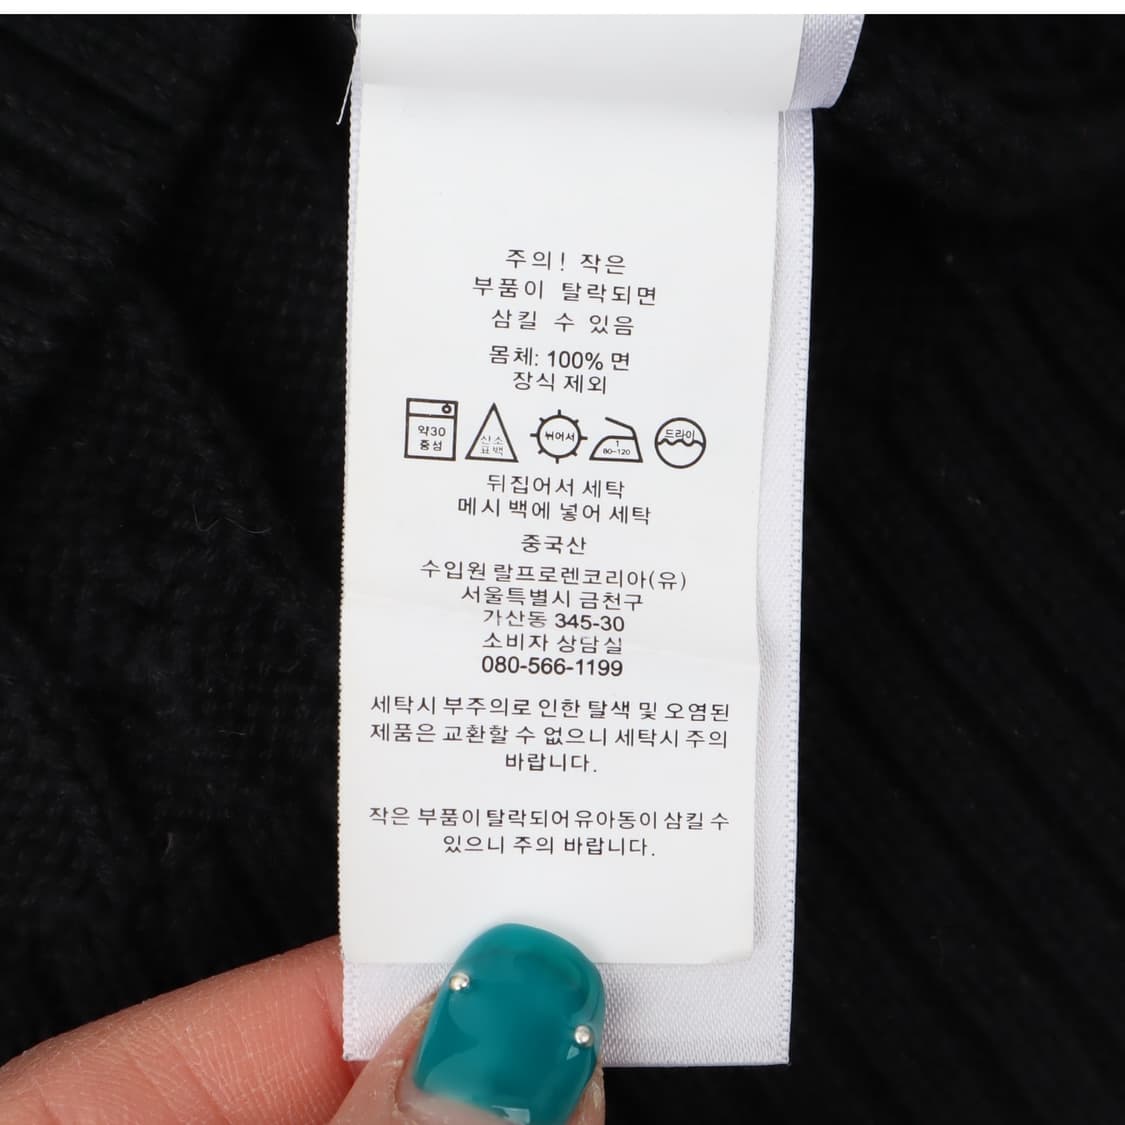 주의! 작은
부품이 탈락되면
삼킬 수 있음
몸체: 100% 면
장식 제외
약30
중성
산소
표백
뉘어서
1
80~120
드라이
뒤집어서 세탁
메시 백에 넣어 세탁
중국산
수입원 랄프로렌코리아(유)
서울특별시 금천구
가산동 345-30
소비자 상담실
080-566-1199
세탁시 부주의로 인한 탈색 및 오염된
제품은 교환할 수 없으니 세탁시 주의
바랍니다.
작은 부품이 탈락되어 유아동이 삼킬 수
있으니 주의 바랍니다.